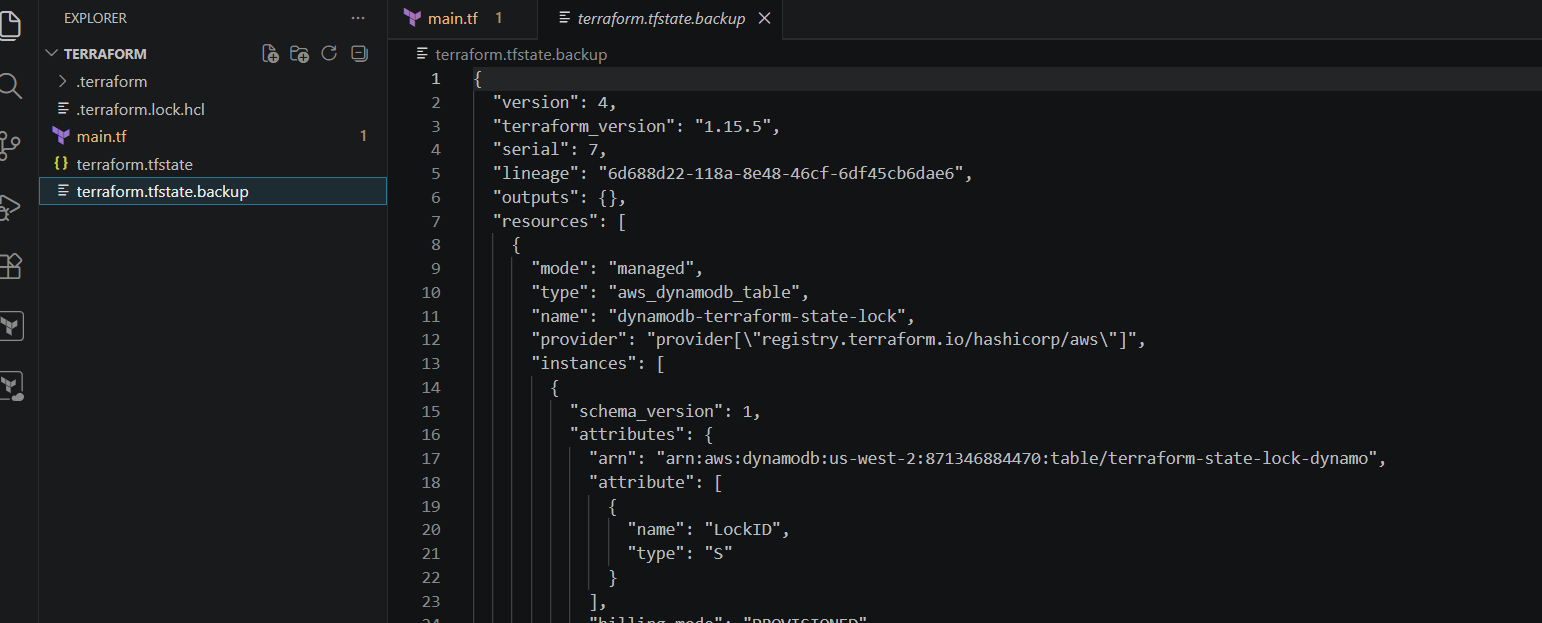 EXPLORER
TERRAFORM
.terraform
.terraform.lock.hcl
main.tf 1
terraform.tfstate
terraform.tfstate.backup
main.tf 1
terraform.tfstate.backup
terraform.tfstate.backup
1 {
2 "version": 4,
3 "terraform_version": "1.15.5",
4 "serial": 7,
5 "lineage": "6d688d22-118a-8e48-46cf-6df45cb6dae6",
6 "outputs": {},
7 "resources": [
8 {
9 "mode": "managed",
10 "type": "aws_dynamodb_table",
11 "name": "dynamodb-terraform-state-lock",
12 "provider": "provider[\"registry.terraform.io/hashicorp/aws\"]",
13 "instances": [
14 {
15 "schema_version": 1,
16 "attributes": {
17 "arn": "arn:aws:dynamodb:us-west-2:871346884470:table/terraform-state-lock-dynamo",
18 "attribute": [
19 {
20 "name": "LockID",
21 "type": "S"
22 }
23 ],
24 "billing_mode": "PROVISIONED"